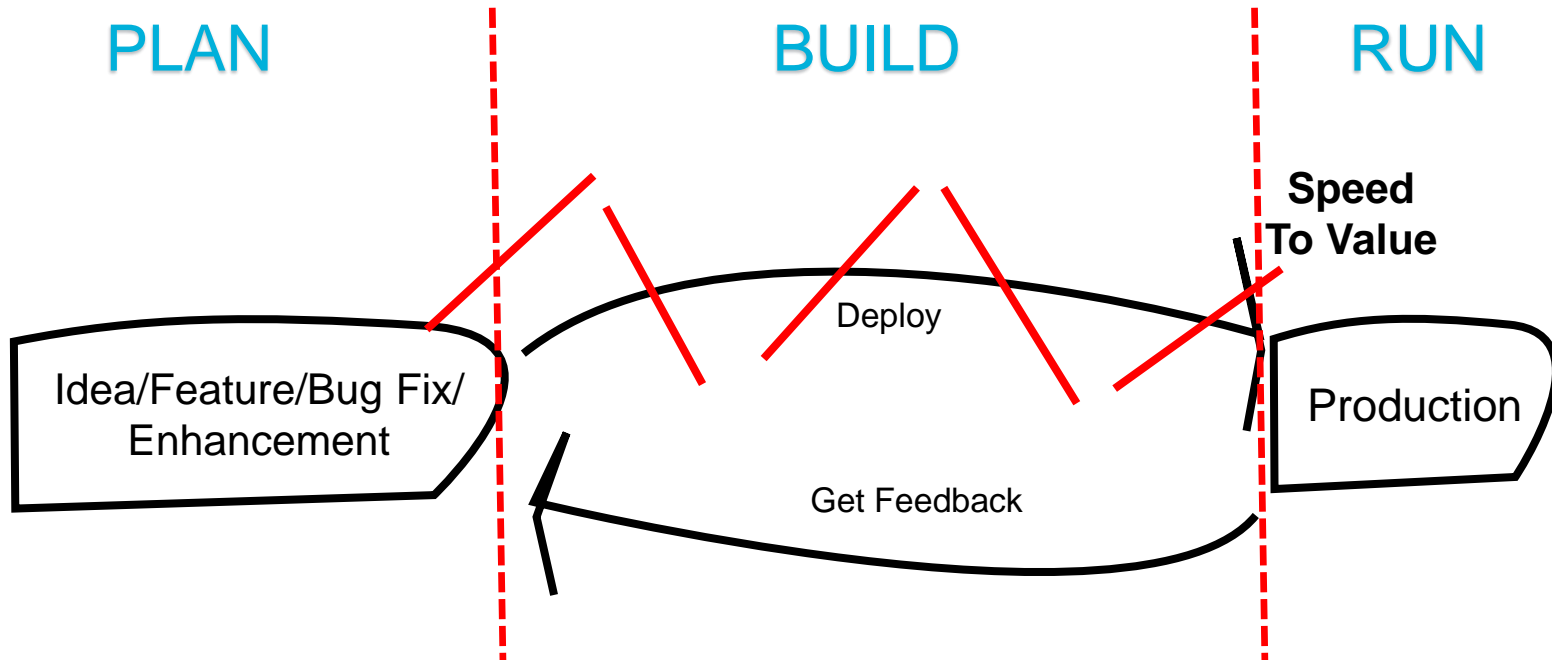 PLAN
BUILD
RUN
Speed
To Value
Deploy
Idea/Feature/Bug Fix/
Enhancement
Production
Get Feedback